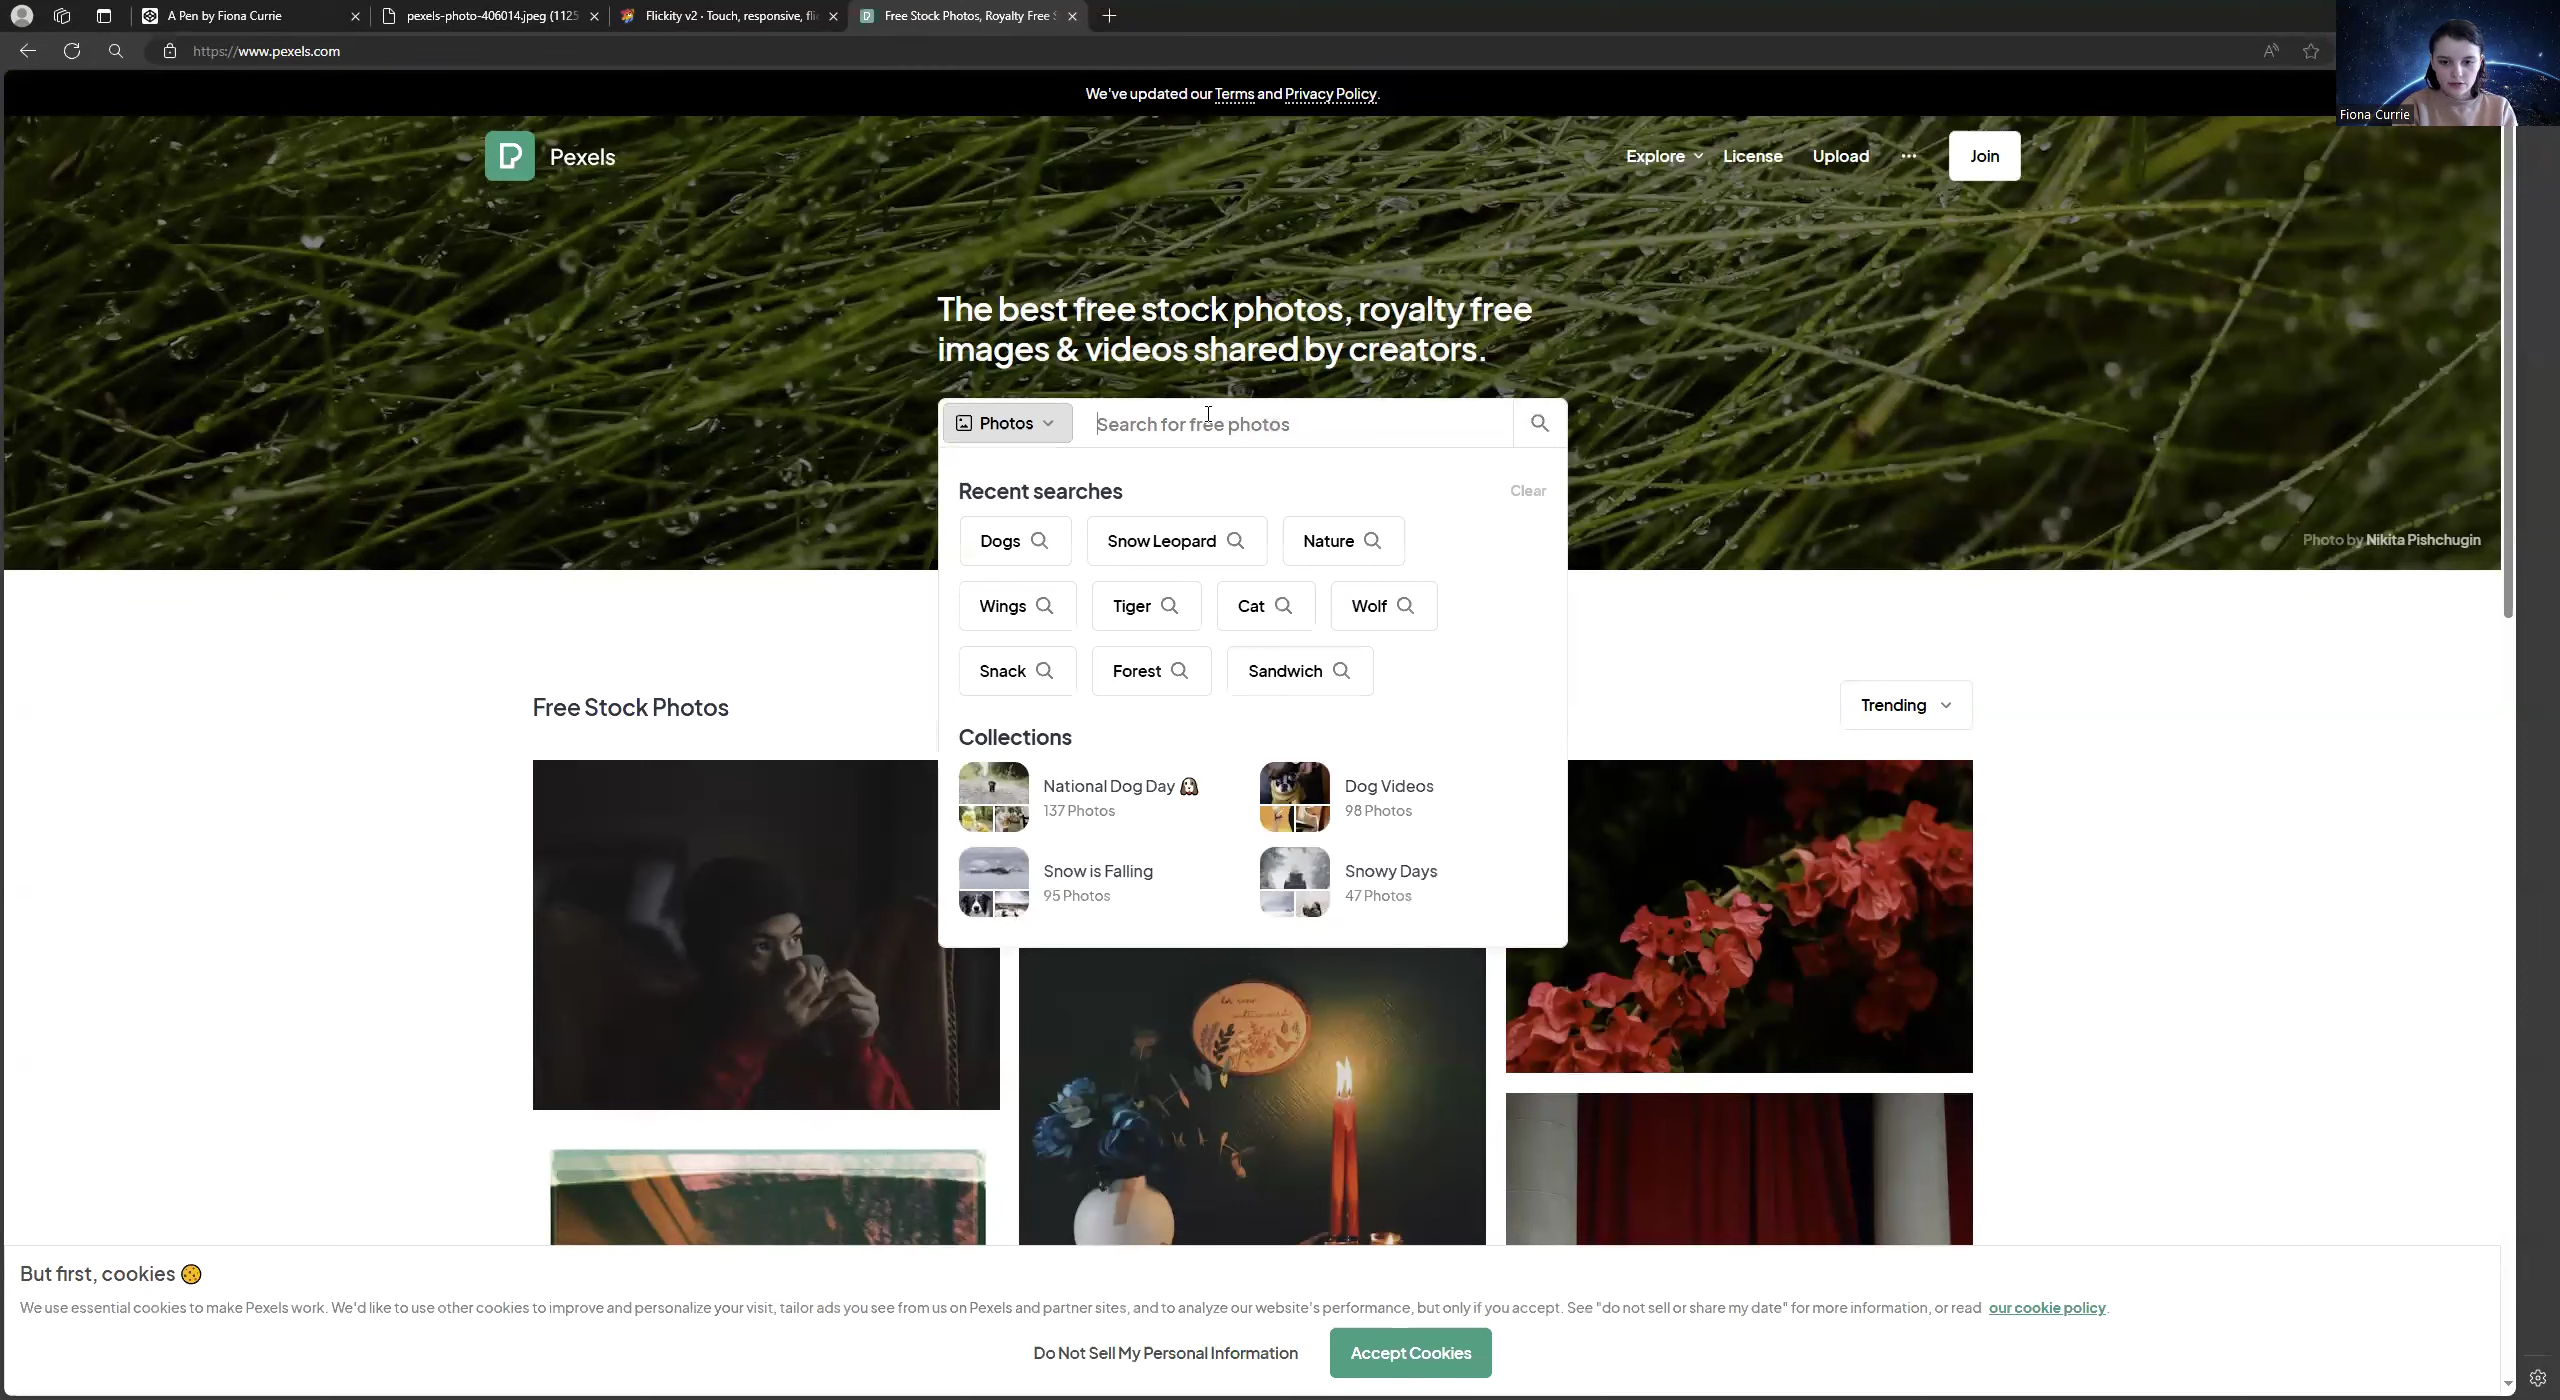 A Pen by Fiona Currie
pexels-photo-406014.jpeg (1125
Flickity v2 · Touch, responsive, fli
Free Stock Photos, Royalty Free S
https://www.pexels.com
Fiona Currie
We've updated our Terms and Privacy Policy.
Pexels
Explore
License
Upload
Join
The best free stock photos, royalty free
images & videos shared by creators.
Photos
Search for free photos
Recent searches
Clear
Dogs
Snow Leopard
Nature
Photo by Nikita Pishchugin
Wings
Tiger
Cat
Wolf
Snack
Forest
Sandwich
Free Stock Photos
Trending
Collections
National Dog Day
137 Photos
Dog Videos
98 Photos
Snow is Falling
95 Photos
Snowy Days
47 Photos
But first, cookies
We use essential cookies to make Pexels work. We'd like to use other cookies to improve and personalize your visit, tailor ads you see from us on Pexels and partner sites, and to analyze our website's performance, but only if you accept. See "do not sell or share my date" for more information, or read our cookie policy.
Do Not Sell My Personal Information
Accept Cookies